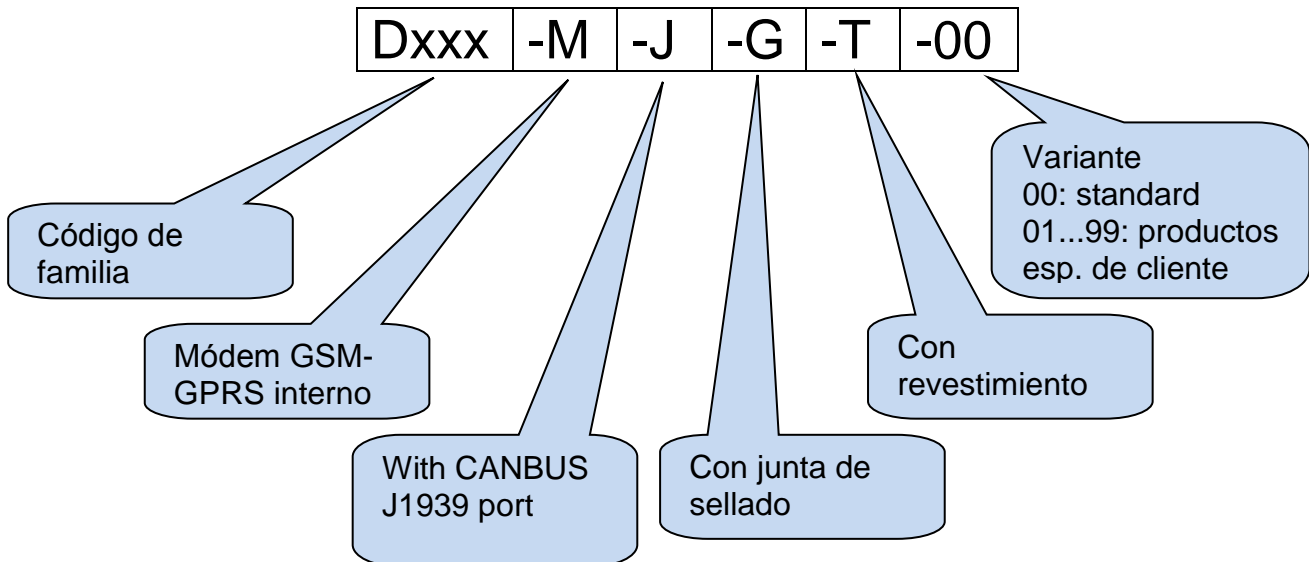 Dxxx -M -J -G -T -00
Variante
00: standard
01...99: productos
esp. de cliente
Código de
familia
Módem GSM-
GPRS interno
Con
revestimiento
With CANBUS
J1939 port
Con junta de
sellado